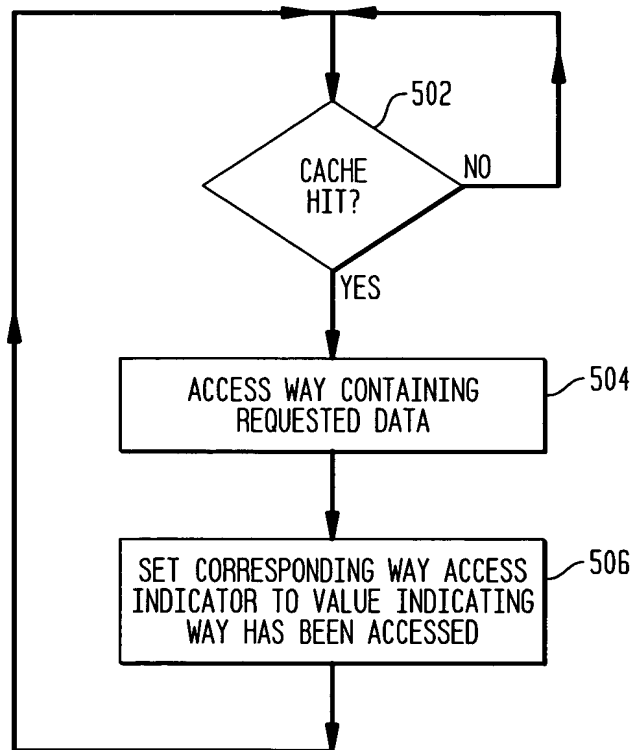 502
CACHE
HIT?
NO
YES
ACCESS WAY CONTAINING
REQUESTED DATA
504
SET CORRESPONDING WAY ACCESS
INDICATOR TO VALUE INDICATING
WAY HAS BEEN ACCESSED
506